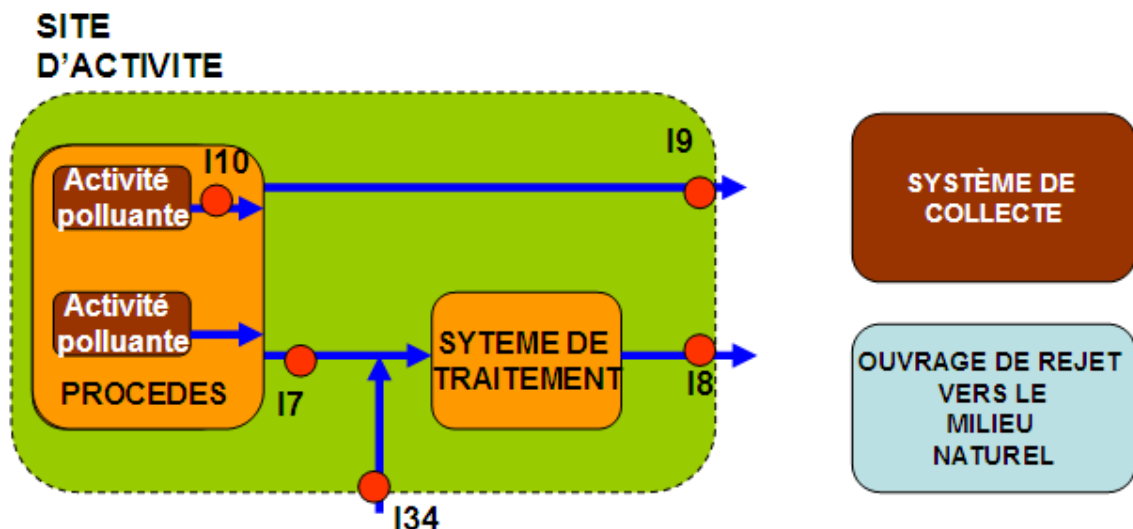 SITE
D'ACTIVITE
I10
I9
Activité
polluante
SYSTÈME DE
COLLECTE
Activité
polluante
PROCEDES
I7
SYTEME DE
TRAITEMENT
I8
I34
OUVRAGE DE REJET
VERS LE
MILIEU
NATUREL